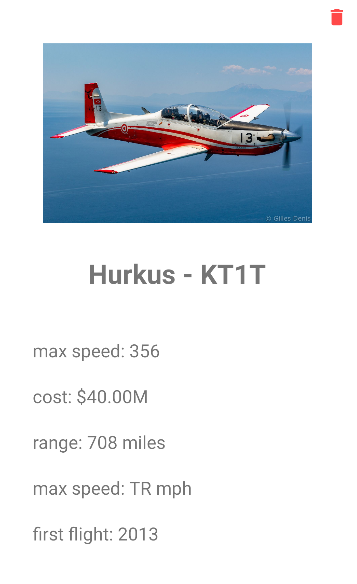 13
© Gilles Denis
Hurkus - KT1T
max speed: 356
cost: $40.00M
range: 708 miles
max speed: TR mph
first flight: 2013